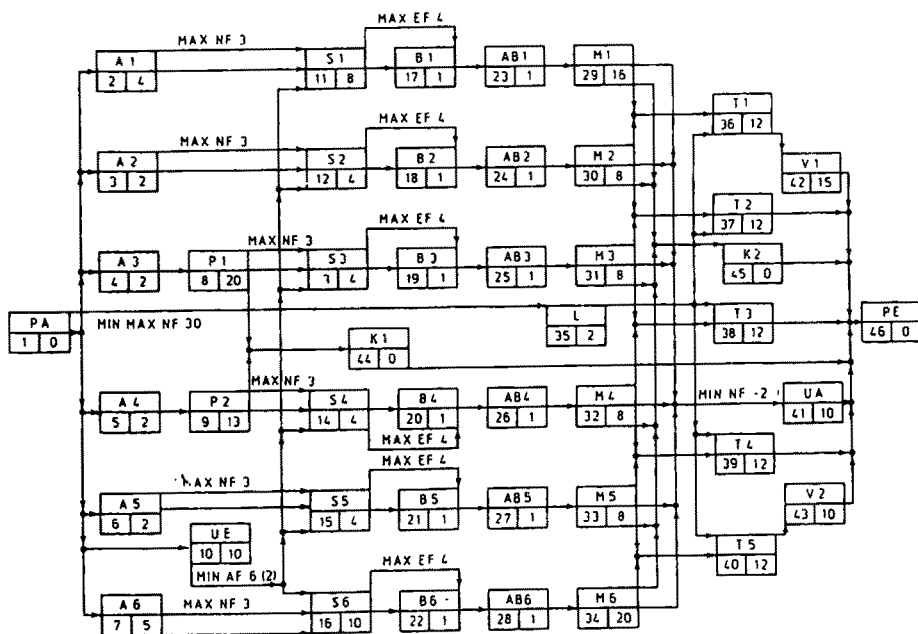 MAX EF 4
MAX NF 3
A 1
2 4
S 1
11 8
B 1
17 1
AB 1
23 1
M 1
29 16
T 1
36 12
MAX EF 4
MAX NF 3
A 2
3 2
S 2
12 4
B 2
18 1
AB 2
24 1
M 2
30 8
V 1
42 15
T 2
37 12
MAX EF 4
MAX NF 3
A 3
4 2
P 1
8 20
S 3
4
B 3
19 1
AB 3
25 1
M 3
31 8
K 2
45 0
PA
1 0
MIN MAX NF 30
L
35 2
T 3
38 12
PE
46 0
K 1
44 0
MAX NF 3
A 4
5 2
P 2
9 13
S 4
14 4
B 4
20 1
AB 4
26 1
M 4
32 8
MIN NF -2
UA
41 10
MAX EF 4
T 4
39 12
MAX EF 4
MAX NF 3
A 5
6 2
S 5
15 4
B 5
21 1
AB 5
27 1
M 5
33 8
V 2
43 10
UE
10 10
T 5
40 12
MIN AF 6 (2)
MAX EF 4
A 6
7 5
MAX NF 3
S 6
16 10
B 6
22 1
AB 6
28 1
M 6
34 20